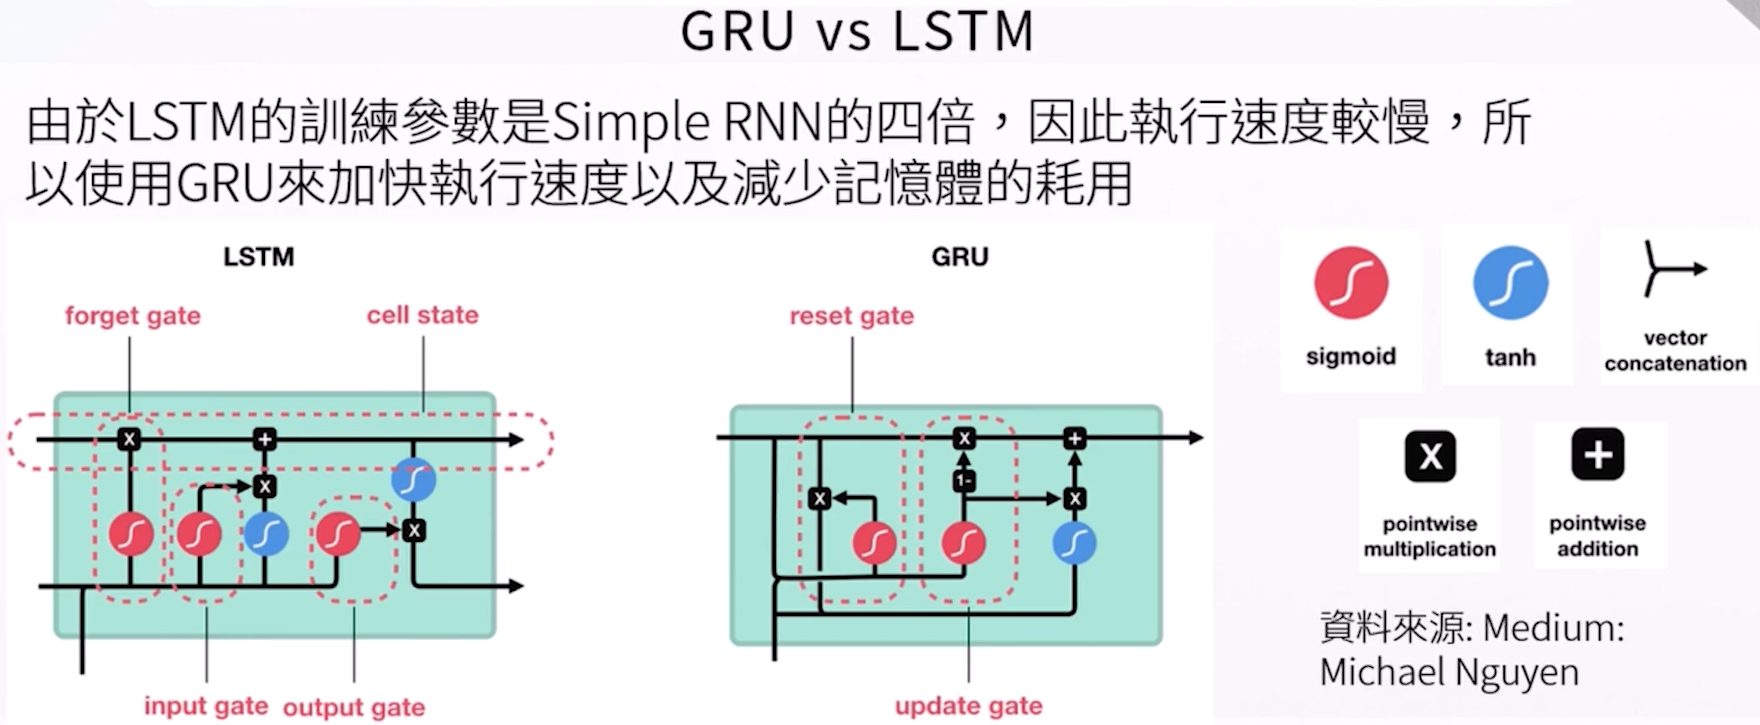 GRU vs LSTM
由於LSTM的訓練參數是Simple RNN的四倍，因此執行速度較慢，所
以使用GRU來加快執行速度以及減少記憶體的耗用
LSTM
forget gate
cell state
X
+
X
X
input gate
output gate
GRU
reset gate
X
+
1-
X
X
update gate
sigmoid
tanh
vector
concatenation
X
pointwise
multiplication
+
pointwise
addition
資料來源: Medium:
Michael Nguyen